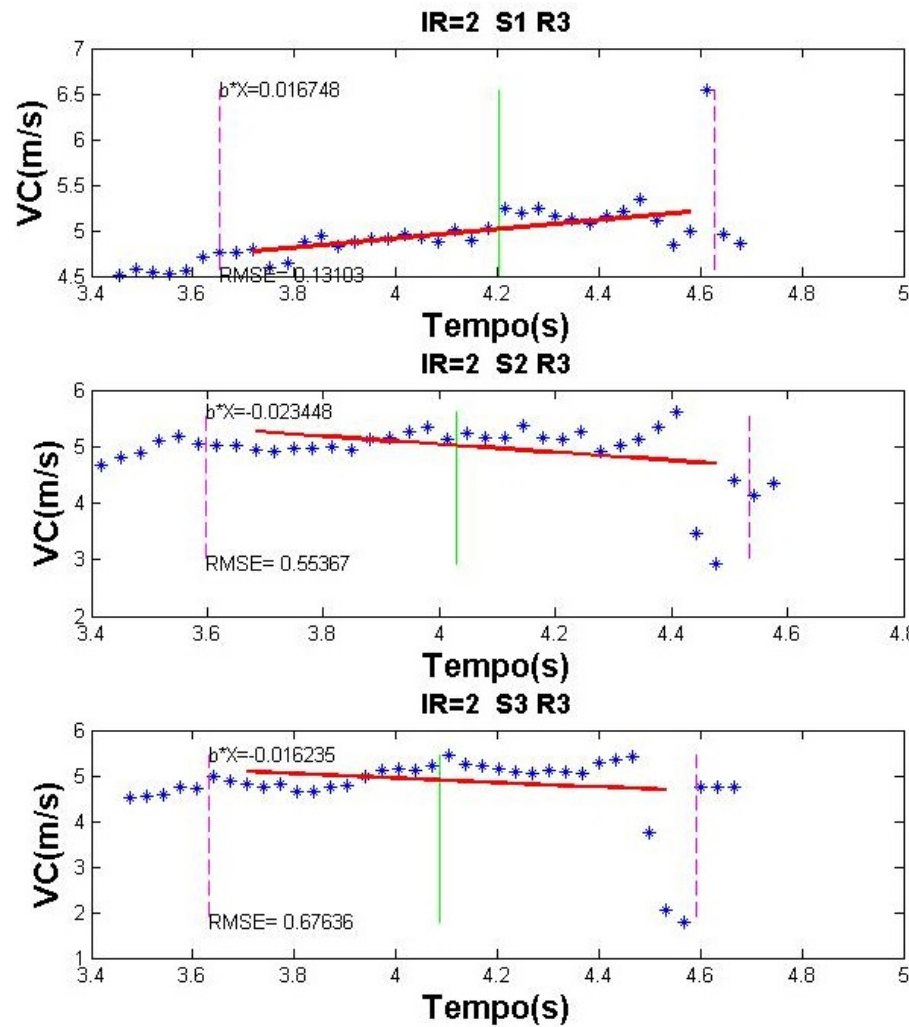 IR=2 S1 R3
7
6.5
6
5.5
5
4.5
VC(m/s)
b*X=0.016748
RMSE= 0.13103
3.4 3.6 3.8 4 4.2 4.4 4.6 4.8 5
Tempo(s)
IR=2 S2 R3
6
5
4
3
2
VC(m/s)
b*X=-0.023448
RMSE= 0.55367
3.4 3.6 3.8 4 4.2 4.4 4.6 4.8
Tempo(s)
IR=2 S3 R3
6
5
4
3
2
1
VC(m/s)
b*X=-0.016235
RMSE= 0.67636
3.4 3.6 3.8 4 4.2 4.4 4.6 4.8 5
Tempo(s)